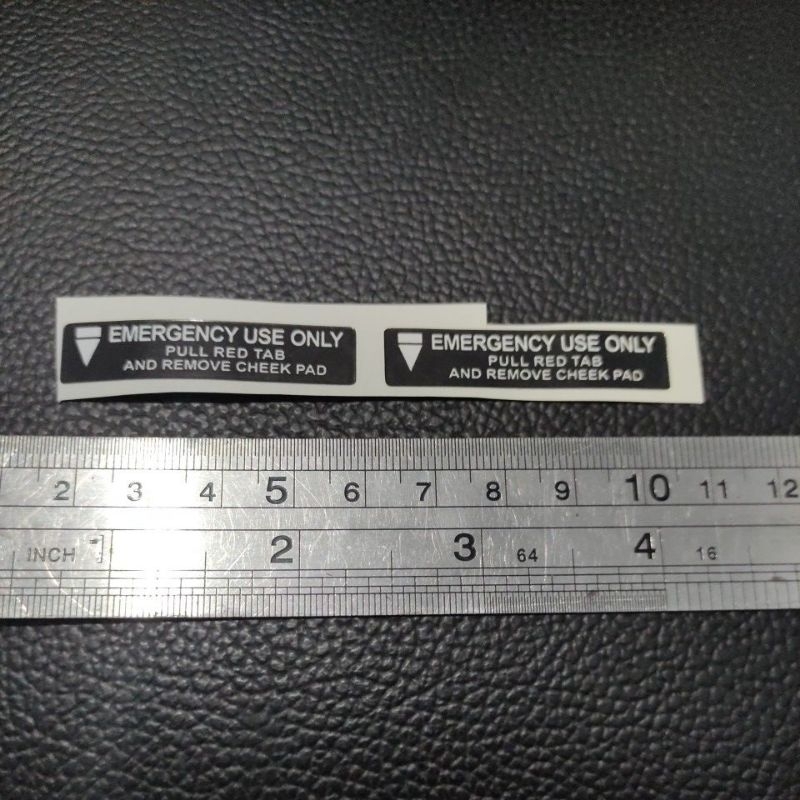 EMERGENCY USE ONLY
PULL RED TAB
AND REMOVE CHEEK PAD
EMERGENCY USE ONLY
PULL RED TAB
AND REMOVE CHEEK PAD
2 3 4 5 6 7 8 9 10 11 12
INCH 2 3 64 4 16